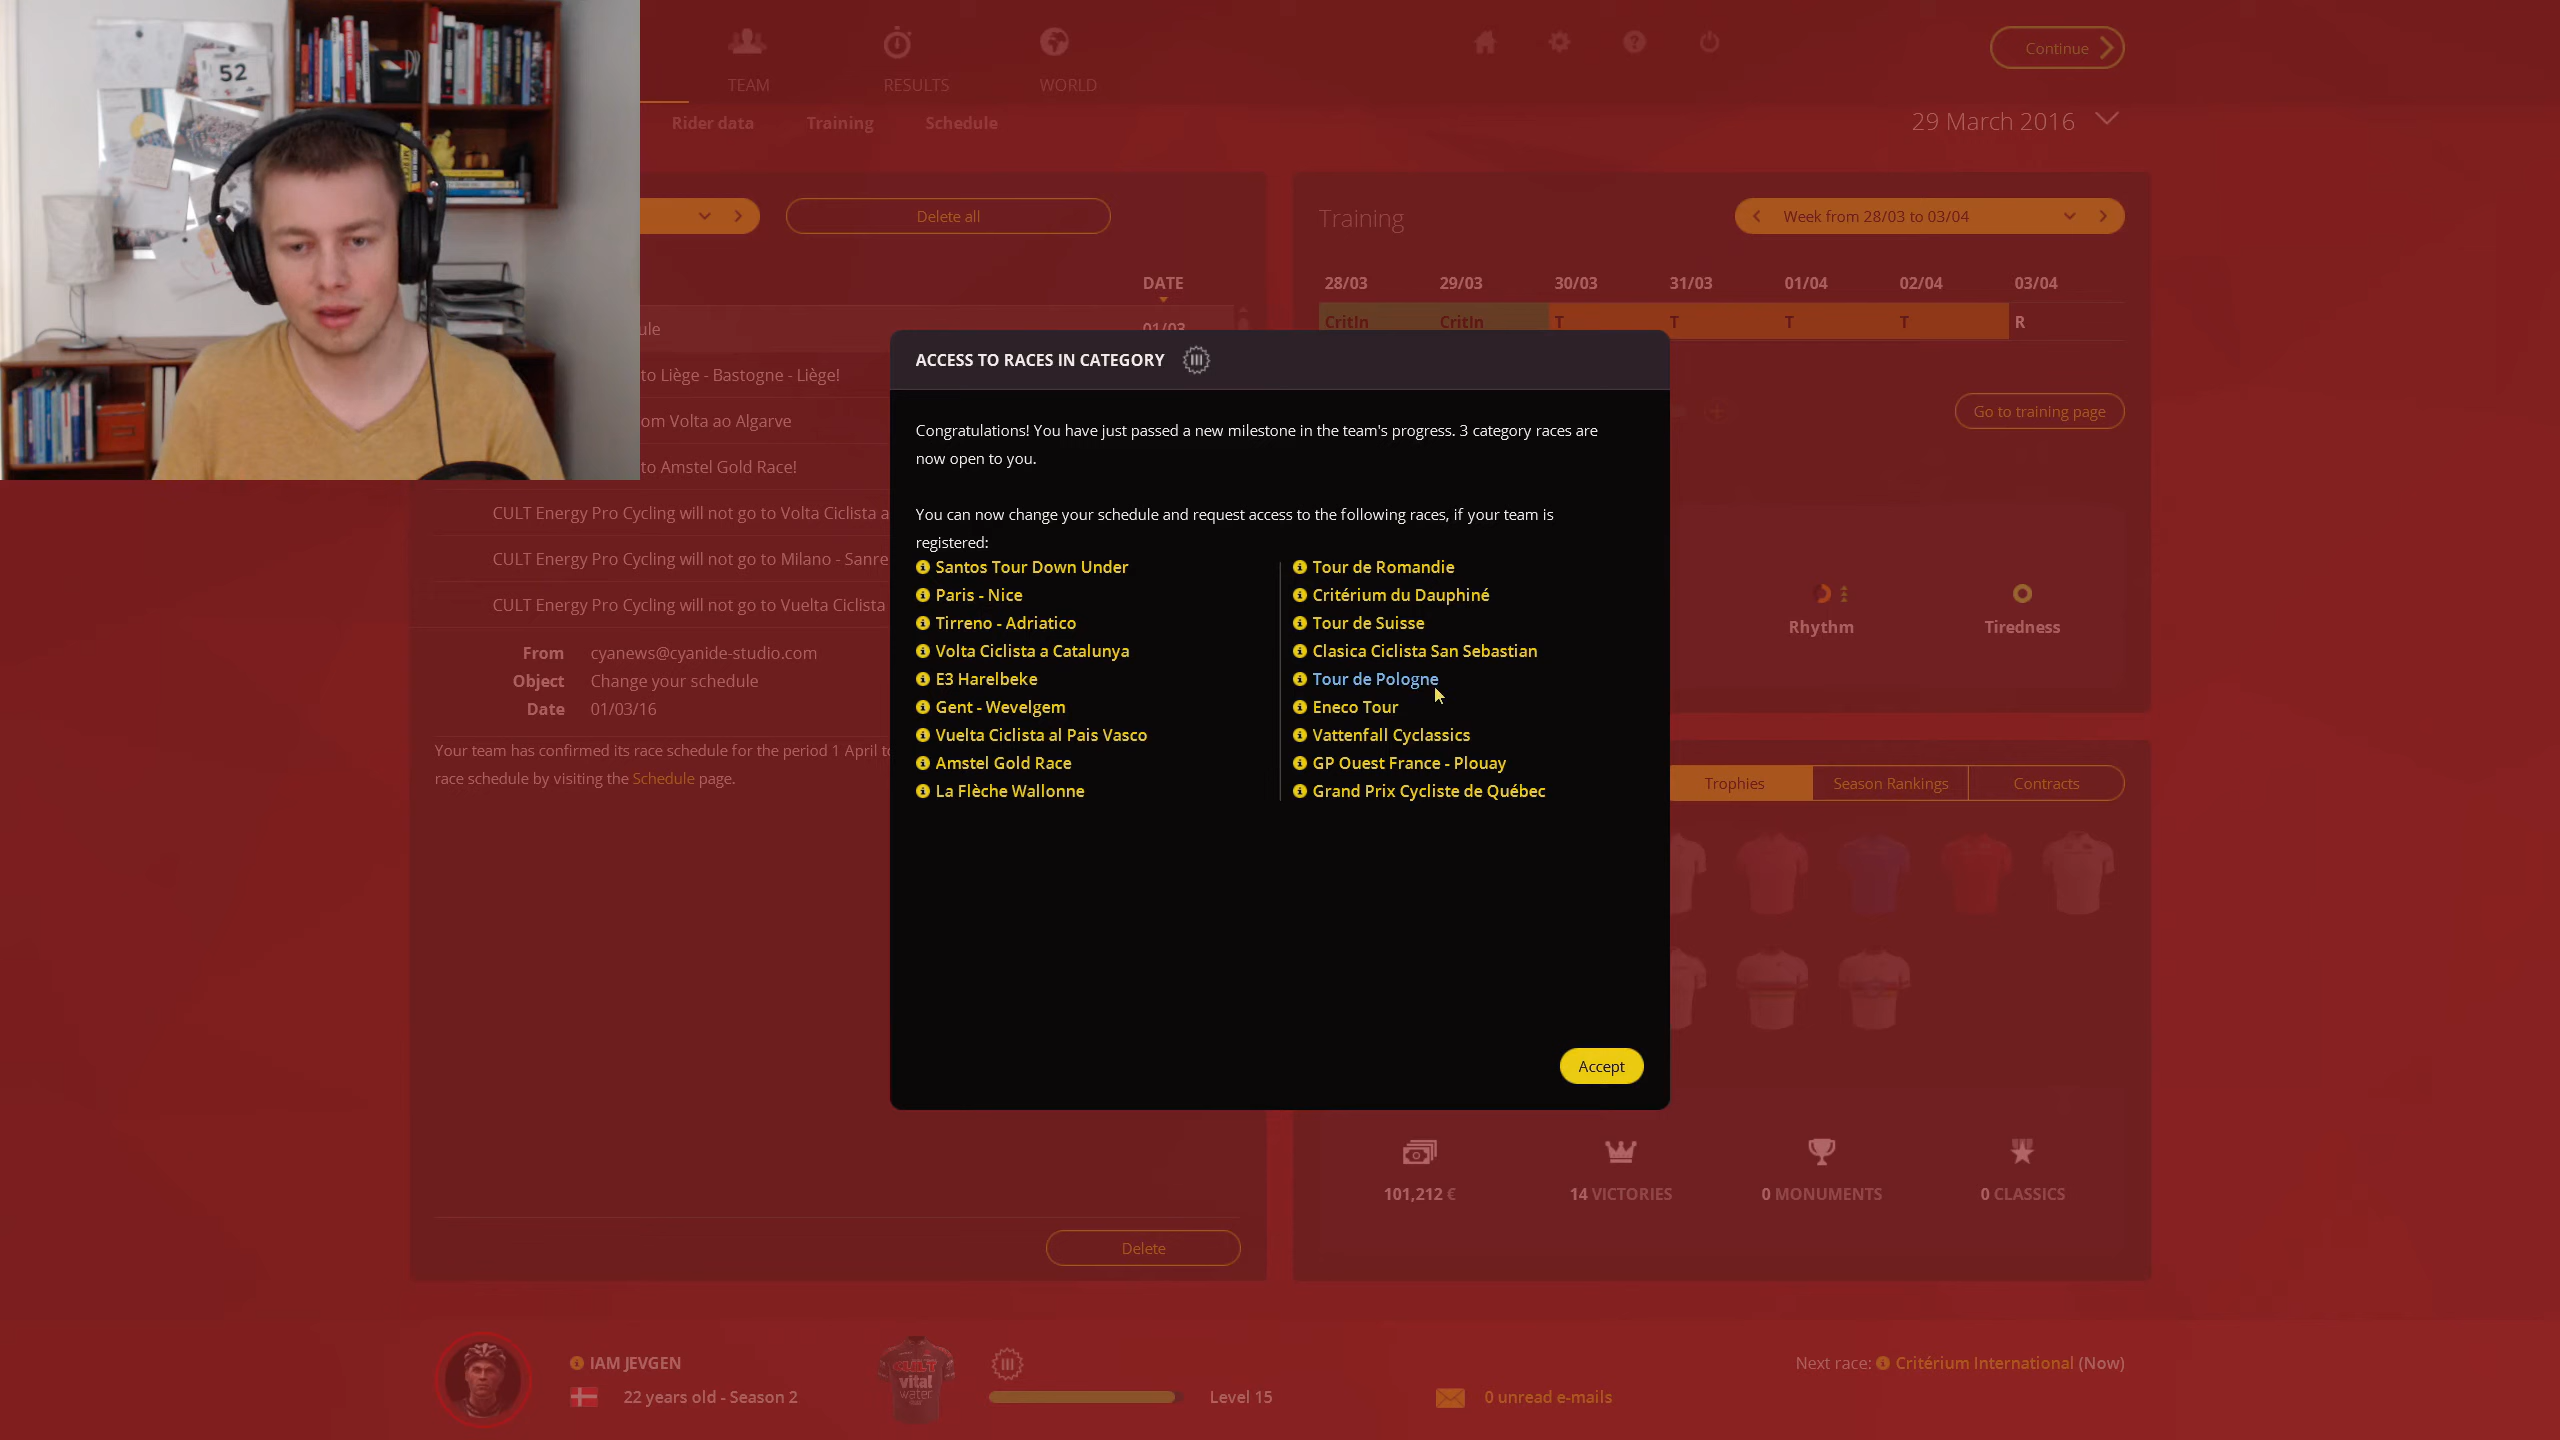 52
TEAM
RESULTS
WORLD
Continue
Rider data
Training
Schedule
29 March 2016
Delete all
DATE
ule
01/03
to Liège - Bastogne - Liège!
om Volta ao Algarve
to Amstel Gold Race!
CULT Energy Pro Cycling will not go to Volta Ciclista a
CULT Energy Pro Cycling will not go to Milano - Sanre
CULT Energy Pro Cycling will not go to Vuelta Ciclista
From cyanews@cyanide-studio.com
Object Change your schedule
Date 01/03/16
Your team has confirmed its race schedule for the period 1 April to
race schedule by visiting the Schedule page.
Delete
Training
Week from 28/03 to 03/04
28/03 29/03 30/03 31/03 01/04 02/04 03/04
CritIn CritIn T T T T R
Go to training page
Rhythm
Tiredness
ACCESS TO RACES IN CATEGORY III
Congratulations! You have just passed a new milestone in the team's progress. 3 category races are
now open to you.
You can now change your schedule and request access to the following races, if your team is
registered:
Santos Tour Down Under
Paris - Nice
Tirreno - Adriatico
Volta Ciclista a Catalunya
E3 Harelbeke
Gent - Wevelgem
Vuelta Ciclista al Pais Vasco
Amstel Gold Race
La Flèche Wallonne
Tour de Romandie
Critérium du Dauphiné
Tour de Suisse
Clasica Ciclista San Sebastian
Tour de Pologne
Eneco Tour
Vattenfall Cyclassics
GP Ouest France - Plouay
Grand Prix Cycliste de Québec
Accept
Trophies
Season Rankings
Contracts
101,212 €
14 VICTORIES
0 MONUMENTS
0 CLASSICS
IAM JEVGEN
22 years old - Season 2
CULT
vital
water
III
Level 15
0 unread e-mails
Next race: Critérium International (Now)